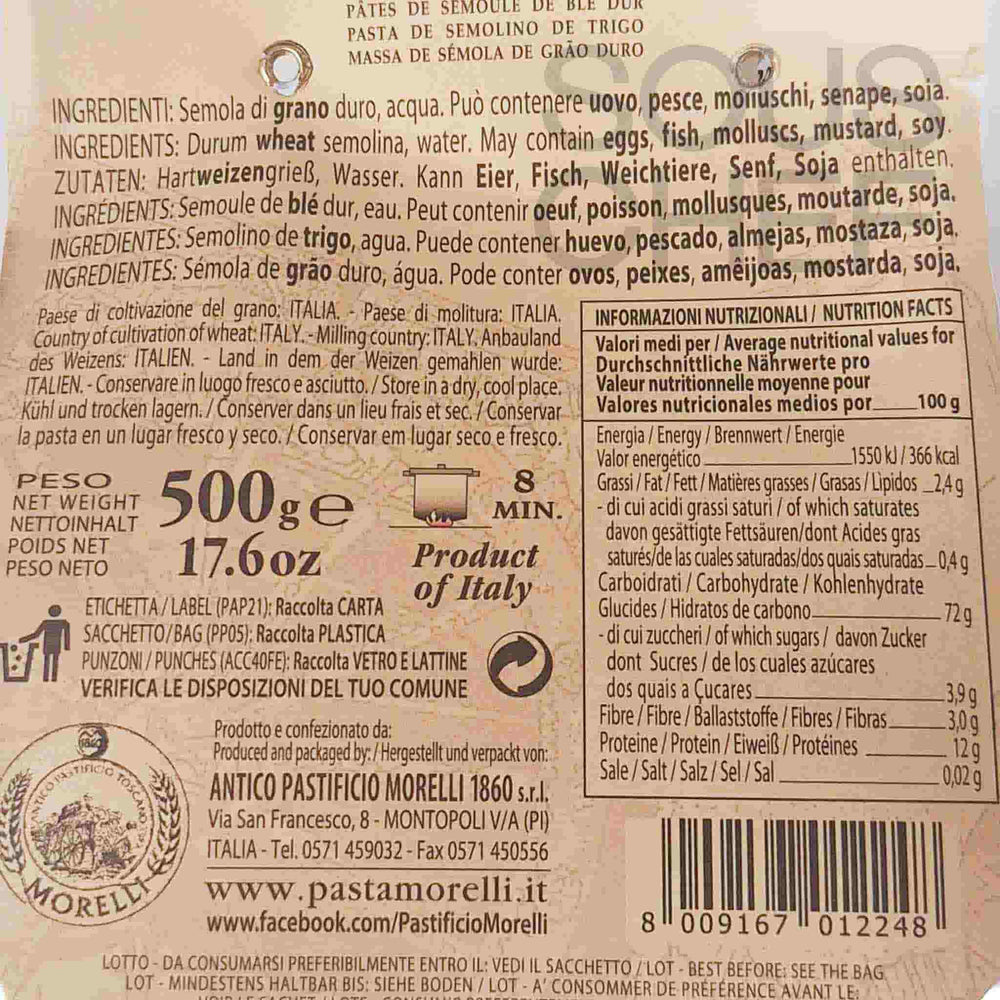 PÂTES DE SEMOULE DE BLÉ DUR
PASTA DE SEMOLINO DE TRIGO
MASSA DE SÉMOLA DE GRÃO DURO
SOUS
CHEF
INGREDIENTI: Semola di grano duro, acqua. Può contenere uovo, pesce, molluschi, senape, soia.
INGREDIENTS: Durum wheat semolina, water. May contain eggs, fish, molluscs, mustard, soy.
ZUTATEN: Hartweizengrieß, Wasser. Kann Eier, Fisch, Weichtiere, Senf, Soja enthalten.
INGRÉDIENTS: Semoule de blé dur, eau. Peut contenir oeuf, poisson, mollusques, moutarde, soja.
INGREDIENTES: Semolino de trigo, agua. Puede contener huevo, pescado, almejas, mostaza, soja.
INGREDIENTES: Sémola de grão duro, água. Pode conter ovos, peixes, amêijoas, mostarda, soja.
Paese di coltivazione del grano: ITALIA. - Paese di molitura: ITALIA.
Country of cultivation of wheat: ITALY. - Milling country: ITALY. Anbauland
des Weizens: ITALIEN. - Land in dem der Weizen gemahlen wurde:
ITALIEN. - Conservare in luogo fresco e asciutto. / Store in a dry, cool place.
Kühl und trocken lagern. / Conserver dans un lieu frais et sec. / Conservar
la pasta en un lugar fresco y seco. / Conservar em lugar seco e fresco.
PESO
NET WEIGHT
NETTOINHALT
POIDS NET
PESO NETO
500g e
17.6oz
8
MIN.
Product
of Italy
ETICHETTA / LABEL (PAP21): Raccolta CARTA
SACCHETTO/BAG (PP05): Raccolta PLASTICA
PUNZONI / PUNCHES (ACC40FE): Raccolta VETRO E LATTINE
VERIFICA LE DISPOSIZIONI DEL TUO COMUNE
1860
ANTICO PASTIFICIO TOSCANO
MORELLI
Prodotto e confezionato da:
Produced and packaged by: / Hergestellt und verpackt von:
ANTICO PASTIFICIO MORELLI 1860 s.r.l.
Via San Francesco, 8 - MONTOPOLI V/A (PI)
ITALIA - Tel. 0571 459032 - Fax 0571 450556
www.pastamorelli.it
www.facebook.com/PastificioMorelli
INFORMAZIONI NUTRIZIONALI / NUTRITION FACTS
Valori medi per / Average nutritional values for
Durchschnittliche Nährwerte pro
Valeur nutritionnelle moyenne pour
Valores nutricionales medios por 100 g
Energia / Energy / Brennwert / Energie
Valor energético 1550 kJ / 366 kcal
Grassi / Fat / Fett / Matières grasses / Grasas / Lìpidos 2,4 g
- di cui acidi grassi saturi / of which saturates
davon gesättigte Fettsäuren/dont Acides gras
saturés/de las cuales saturadas/dos quais saturadas 0,4 g
Carboidrati / Carbohydrate / Kohlenhydrate
Glucides / Hidratos de carbono 72 g
- di cui zuccheri / of which sugars / davon Zucker
dont Sucres / de los cuales azúcares
dos quais a Çucares 3,9 g
Fibre / Fibre / Ballaststoffe / Fibres / Fibras 3,0 g
Proteine / Protein / Eiweiß / Protéines 12 g
Sale / Salt / Salz / Sel / Sal 0,02 g
8 009167 012248
LOTTO - DA CONSUMARSI PREFERIBILMENTE ENTRO IL: VEDI IL SACCHETTO / LOT - BEST BEFORE: SEE THE BAG
LOT - MINDESTENS HALTBAR BIS: SIEHE BODEN / LOT - A' CONSOMMER DE PRÉFÉRENCE AVANT LE: